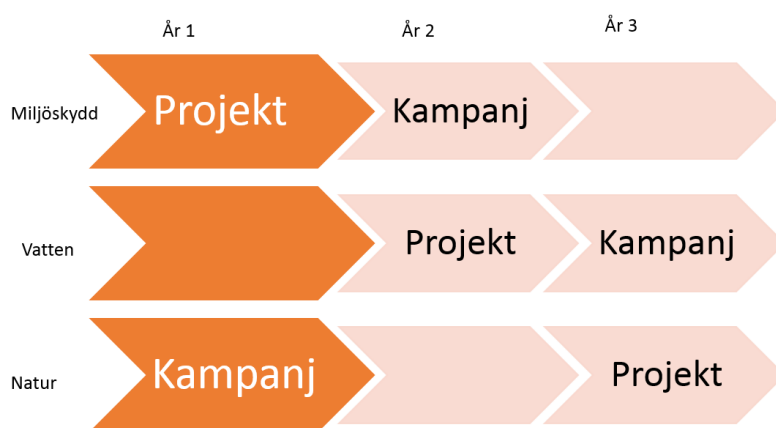 År 1
År 2
År 3
Miljöskydd
Projekt
Kampanj
Vatten
Projekt
Kampanj
Natur
Kampanj
Projekt